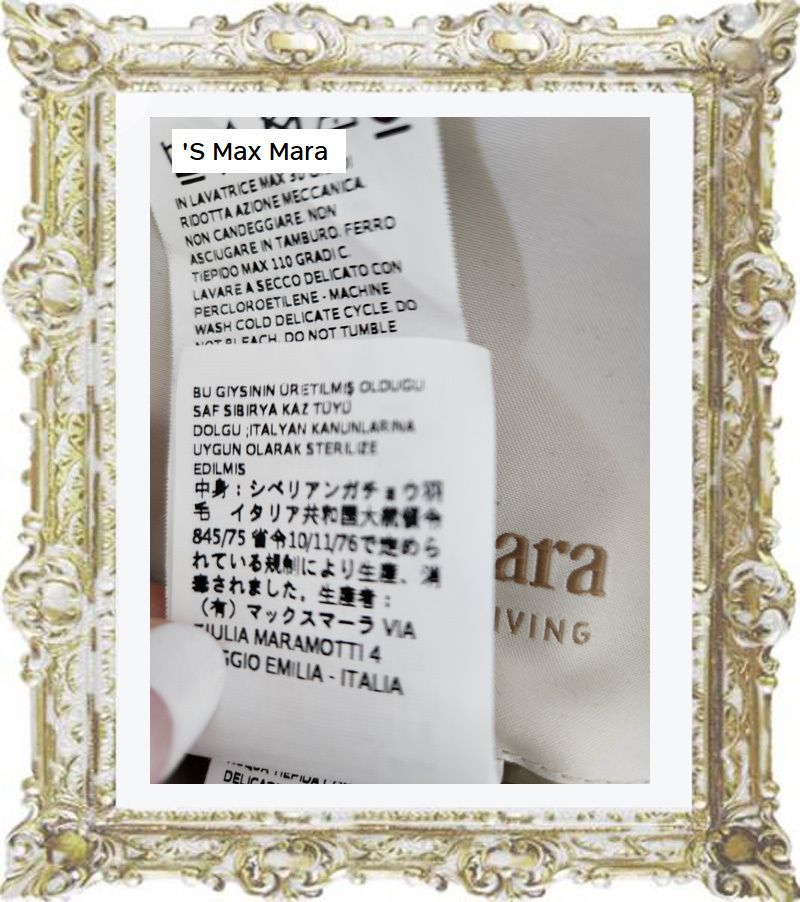 'S Max Mara
IN LAVATRICE MAX 30
RIDOTTA AZIONE MECCANICA.
NON CANDEGGIARE. NON
ASCIUGARE IN TAMBURO. FERRO
TIEPIDO MAX 110 GRADI C.
LAVARE A SECCO DELICATO CON
PERCLOROETILENE - MACHINE
WASH COLD DELICATE CYCLE. DO
NOT BLEACH. DO NOT TUMBLE
BU GIYSININ ÜRETILMIŞ OLDUGU
SAF SIBIRYA KAZ TÜYÜ
DOLGU ;ITALYAN KANUNLARINA
UYGUN OLARAK STERILIZE
EDILMIS
中身：シベリアンガチョウ羽
毛 イタリア共和国大統領令
845/75 省令10/11/76で定めら
れている規制により生産、消
毒されました。生産者：
（有）マックスマーラ VIA
GIULIA MARAMOTTI 4
EMILIA - ITALIA
ara
IVING